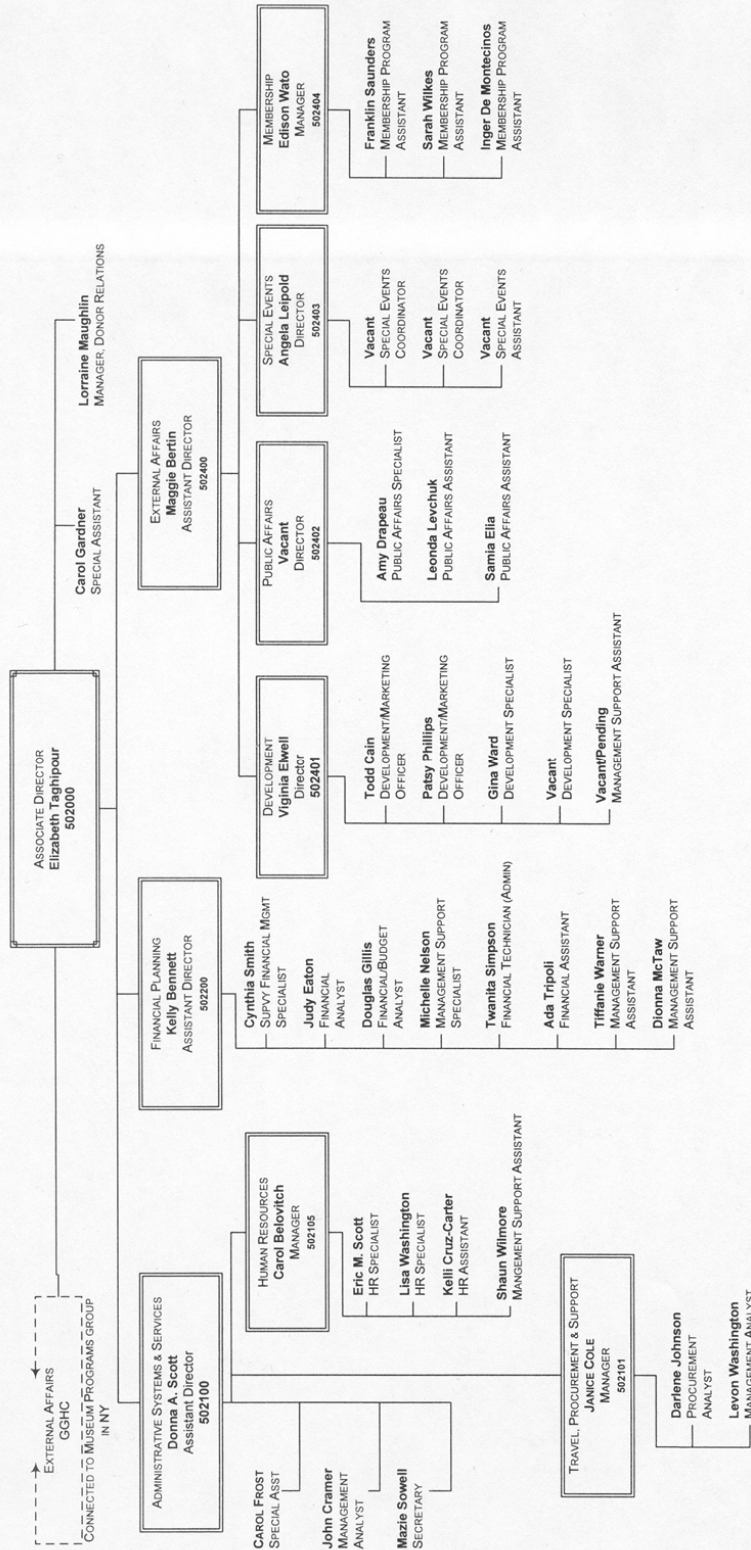 ASSOCIATE DIRECTOR
Elizabeth Taghipour
502000
EXTERNAL AFFAIRS
GGHC
CONNECTED TO MUSEUM PROGRAMS GROUP
IN NY
Carol Gardner
SPECIAL ASSISTANT
Lorraine Maughlin
MANAGER, DONOR RELATIONS
ADMINISTRATIVE SYSTEMS & SERVICES
Donna A. Scott
Assistant Director
502100
CAROL FROST
SPECIAL ASST
John Cramer
MANAGEMENT
ANALYST
Mazie Sowell
SECRETARY
HUMAN RESOURCES
Carol Belovitch
MANAGER
502105
Eric M. Scott
HR SPECIALIST
Lisa Washington
HR SPECIALIST
Kelli Cruz-Carter
HR ASSISTANT
Shaun Wilmore
MANGEMENT SUPPORT ASSISTANT
TRAVEL, PROCUREMENT & SUPPORT
JANICE COLE
MANAGER
502101
Darlene Johnson
PROCUREMENT
ANALYST
Levon Washington
MANAGEMENT ANALYST
FINANCIAL PLANNING
Kelly Bennett
ASSISTANT DIRECTOR
502200
Cynthia Smith
SUPVY FINANCIAL MGMT
SPECIALIST
Judy Eaton
FINANCIAL
ANALYST
Douglas Gillis
FINANCIAL/BUDGET
ANALYST
Michelle Nelson
MANAGEMENT SUPPORT
SPECIALIST
Twanita Simpson
FINANCIAL TECHNICIAN (ADMIN)
Ada Tripoli
FINANCIAL ASSISTANT
Tiffanie Warner
MANAGEMENT SUPPORT
ASSISTANT
Dionna McTaw
MANAGEMENT SUPPORT
ASSISTANT
EXTERNAL AFFAIRS
Maggie Bertin
ASSISTANT DIRECTOR
502400
DEVELOPMENT
Viginia Elwell
Director
502401
Todd Cain
DEVELOPMENT/MARKETING
OFFICER
Patsy Phillips
DEVELOPMENT/MARKETING
OFFICER
Gina Ward
DEVELOPMENT SPECIALIST
Vacant
DEVELOPMENT SPECIALIST
Vacant/Pending
MANAGEMENT SUPPORT ASSISTANT
PUBLIC AFFAIRS
Vacant
DIRECTOR
502402
Amy Drapeau
PUBLIC AFFAIRS SPECIALIST
Leonda Levchuk
PUBLIC AFFAIRS ASSISTANT
Samia Elia
PUBLIC AFFAIRS ASSISTANT
SPECIAL EVENTS
Angela Leipold
DIRECTOR
502403
Vacant
SPECIAL EVENTS
COORDINATOR
Vacant
SPECIAL EVENTS
COORDINATOR
Vacant
SPECIAL EVENTS
ASSISTANT
MEMBERSHIP
Edison Wato
MANAGER
502404
Franklin Saunders
MEMBERSHIP PROGRAM
ASSISTANT
Sarah Wilkes
MEMBERSHIP PROGRAM
ASSISTANT
Inger De Montecinos
MEMBERSHIP PROGRAM
ASSISTANT